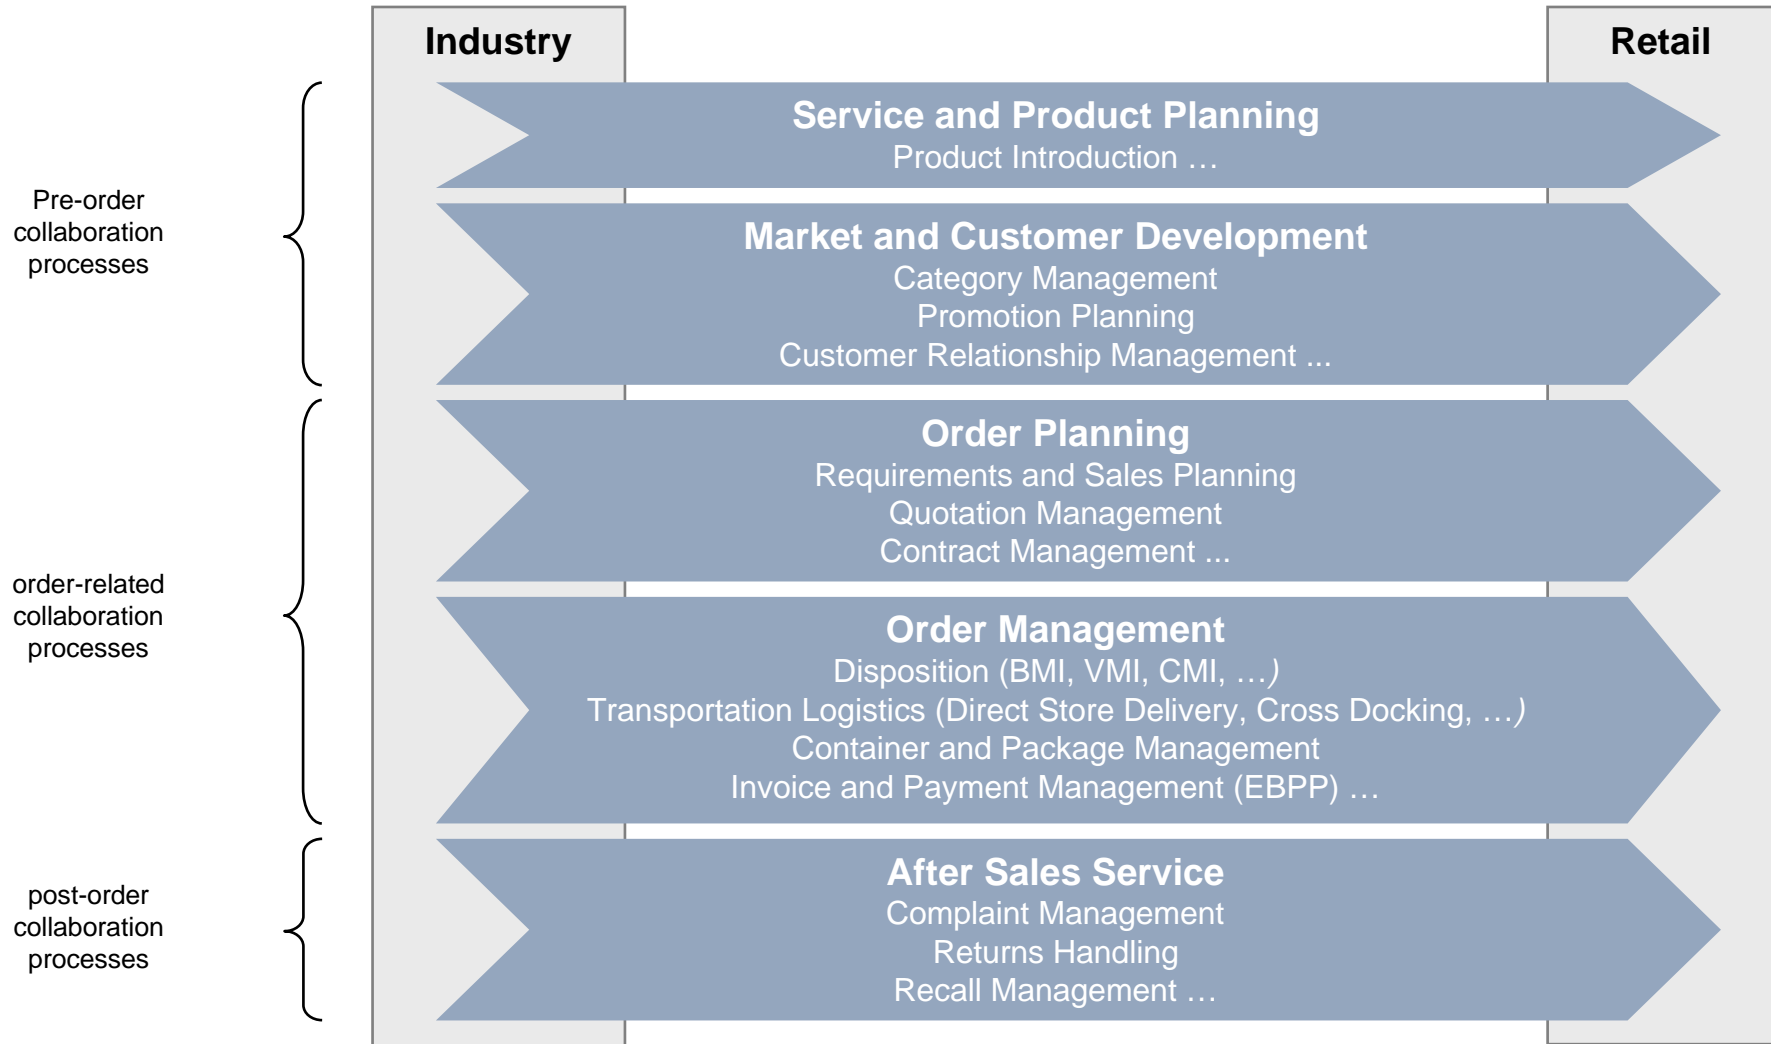 Industry
Retail
Pre-order
collaboration
processes
Service and Product Planning
Product Introduction …
Market and Customer Development
Category Management
Promotion Planning
Customer Relationship Management ...
order-related
collaboration
processes
Order Planning
Requirements and Sales Planning
Quotation Management
Contract Management ...
Order Management
Disposition (BMI, VMI, CMI, …)
Transportation Logistics (Direct Store Delivery, Cross Docking, …)
Container and Package Management
Invoice and Payment Management (EBPP) …
post-order
collaboration
processes
After Sales Service
Complaint Management
Returns Handling
Recall Management …